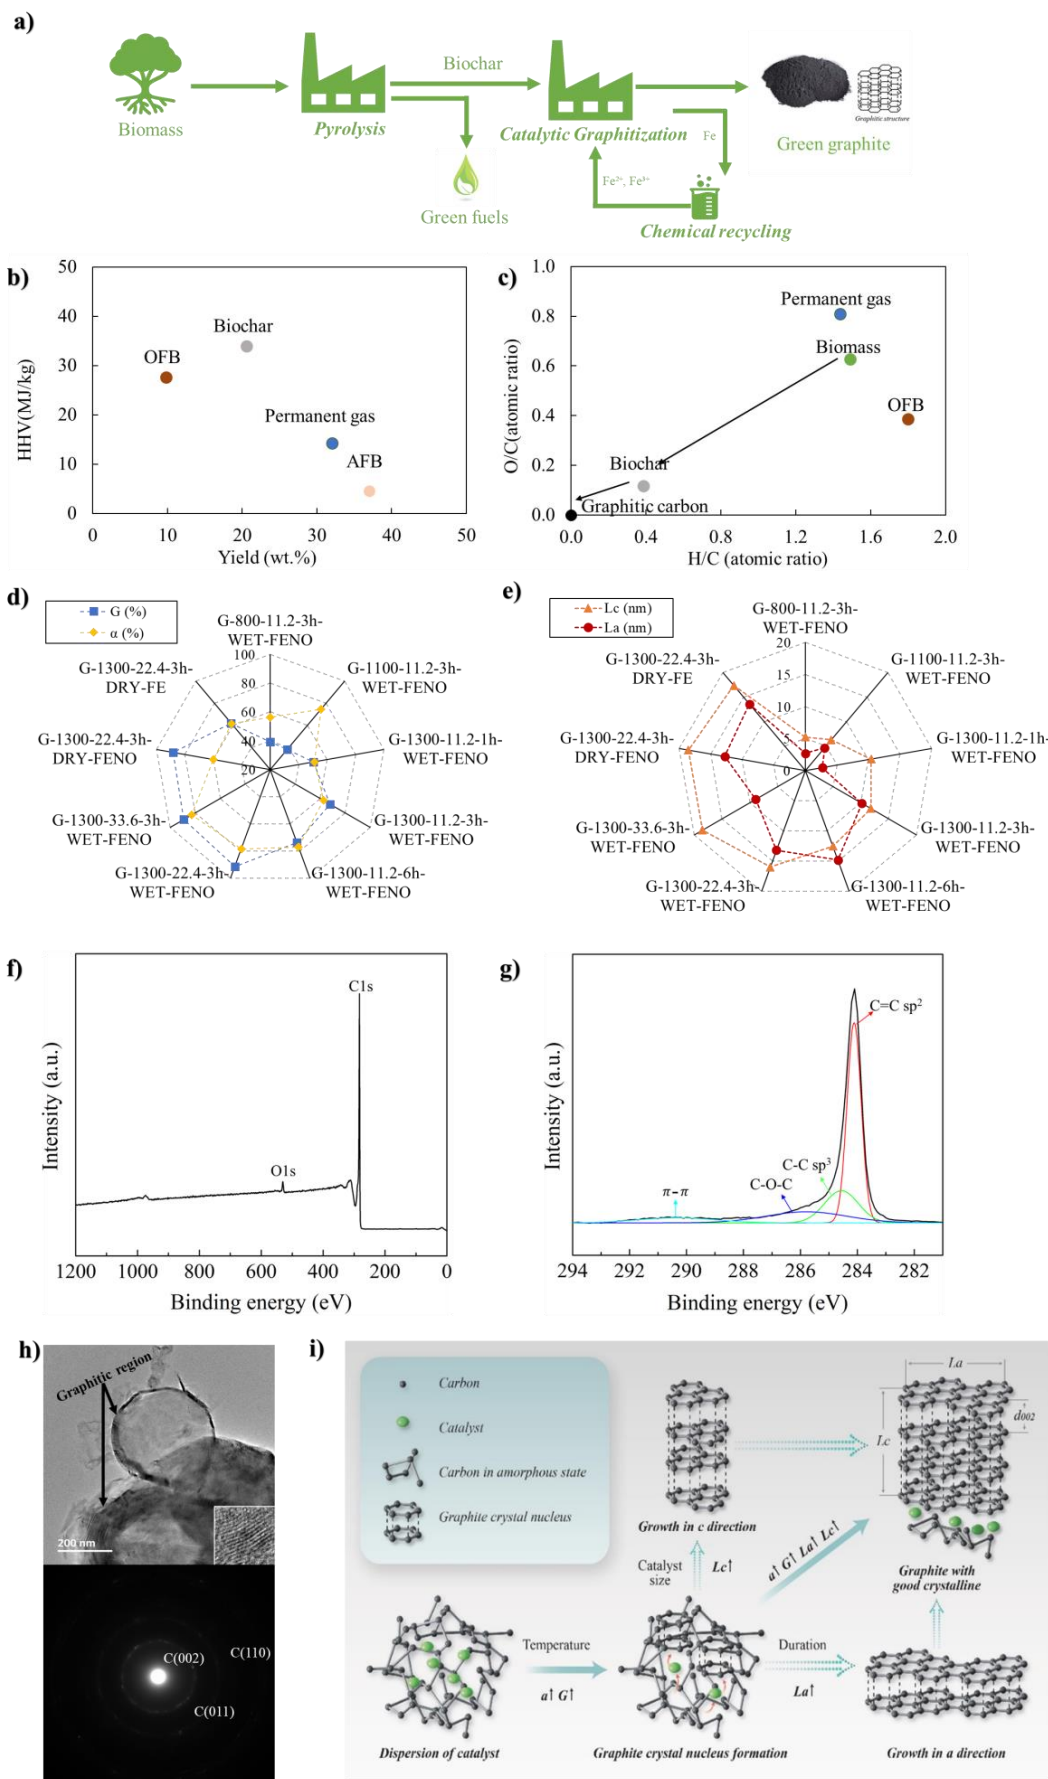 a)
Biomass
Pyrolysis
Biochar
Green fuels
Catalytic Graphitization
Fe
Fe²⁺, Fe³⁺
Chemical recycling
Graphitic structure
Green graphite
b)
HHV(MJ/kg)
50
40
30
20
10
0
OFB
Biochar
Permanent gas
AFB
0
10
20
30
40
50
Yield (wt.%)
c)
O/C(atomic ratio)
1.0
0.8
0.6
0.4
0.2
0.0
Permanent gas
Biomass
OFB
Biochar
Graphitic carbon
0.0
0.4
0.8
1.2
1.6
2.0
H/C (atomic ratio)
d)
G (%)
α (%)
G-800-11.2-3h-
WET-FENO
G-1100-11.2-3h-
WET-FENO
G-1300-11.2-1h-
WET-FENO
G-1300-11.2-3h-
WET-FENO
G-1300-11.2-6h-
WET-FENO
G-1300-22.4-3h-
WET-FENO
G-1300-33.6-3h-
WET-FENO
G-1300-22.4-3h-
DRY-FENO
G-1300-22.4-3h-
DRY-FE
100
80
60
40
20
e)
Lc (nm)
La (nm)
G-800-11.2-3h-
WET-FENO
G-1100-11.2-3h-
WET-FENO
G-1300-11.2-1h-
WET-FENO
G-1300-11.2-3h-
WET-FENO
G-1300-11.2-6h-
WET-FENO
G-1300-22.4-3h-
WET-FENO
G-1300-33.6-3h-
WET-FENO
G-1300-22.4-3h-
DRY-FENO
G-1300-22.4-3h-
DRY-FE
20
15
10
5
0
f)
Intensity (a.u.)
C1s
O1s
1200
1000
800
600
400
200
0
Binding energy (eV)
g)
Intensity (a.u.)
C=C sp²
C-C sp³
C-O-C
π-π
294
292
290
288
286
284
282
Binding energy (eV)
h)
Graphitic region
200 nm
C(002)
C(110)
C(011)
i)
Carbon
Catalyst
Carbon in amorphous state
Graphite crystal nucleus
Growth in c direction
La
Lc
d002
Catalyst
size
Lc↑
a↑ G↑ La↑ Lc↑
Graphite with
good crystalline
Temperature
a↑ G↑
Duration
La↑
Dispersion of catalyst
Graphite crystal nucleus formation
Growth in a direction